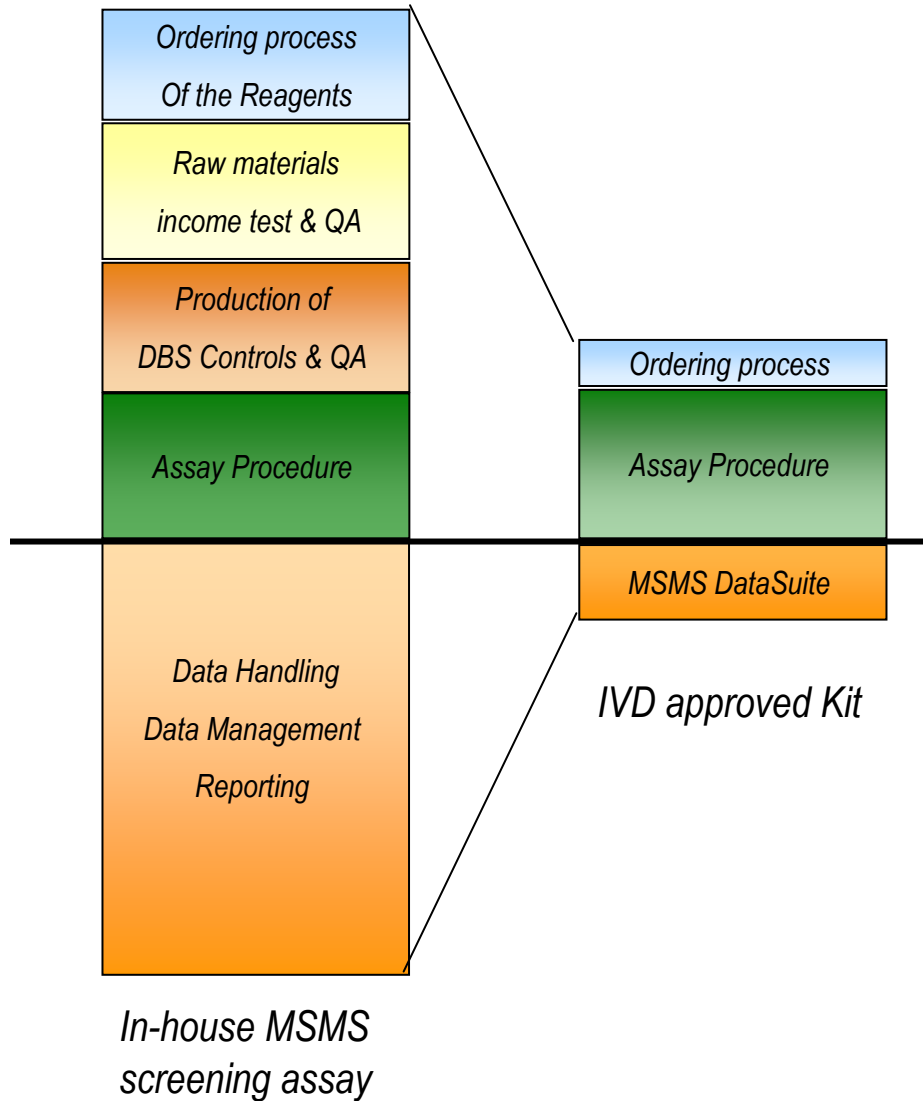 Ordering process
Of the Reagents
Raw materials
income test & QA
Production of
DBS Controls & QA
Assay Procedure
Data Handling
Data Management
Reporting
In-house MSMS
screening assay
Ordering process
Assay Procedure
MSMS DataSuite
IVD approved Kit